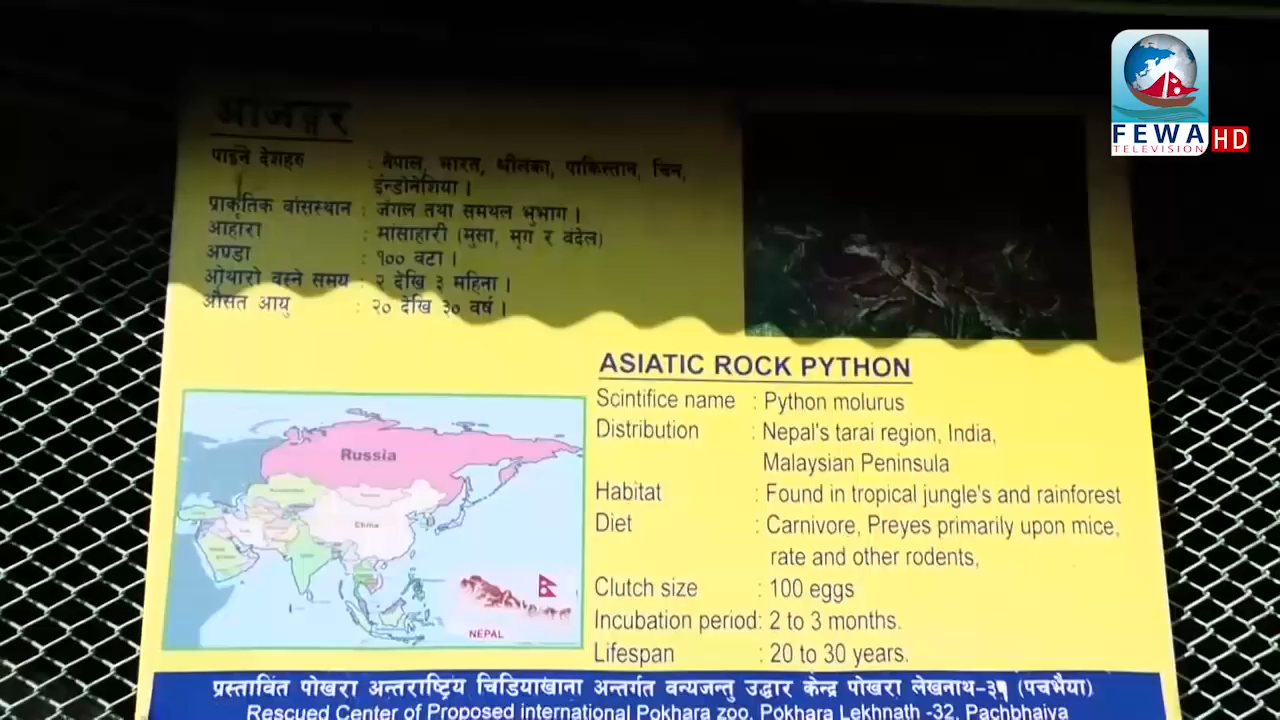 FEWA HD
TELEVISION
आजङ्गर
पाइने देशहरु : नेपाल, भारत, श्रीलंका, पाकिस्तान, चिन,
इन्डोनेशिया ।
प्राकृतिक वासस्थान : जंगल तथा समथल भुभाग ।
आहारा : मांसाहारी (मुसा, मृग र वदेल)
अण्डा : १०० वटा ।
ओथारो वस्ने समय : २ देखि ३ महिना ।
औसत आयु : २० देखि ३० वर्ष ।
ASIATIC ROCK PYTHON
Scintifice name : Python molurus
Distribution : Nepal's tarai region, India,
Malaysian Peninsula
Habitat : Found in tropical jungle's and rainforest
Diet : Carnivore, Preyes primarily upon mice,
rate and other rodents,
Clutch size : 100 eggs
Incubation period: 2 to 3 months.
Lifespan : 20 to 30 years.
Russia
China
NEPAL
प्रस्तावित पोखरा अन्तराष्ट्रिय चिडियाखाना अन्तर्गत वन्यजन्तु उद्धार केन्द्र पोखरा लेखनाथ-३१ (पचभैया)
Rescued Center of Proposed international Pokhara zoo, Pokhara Lekhnath -32, Pachbhaiya